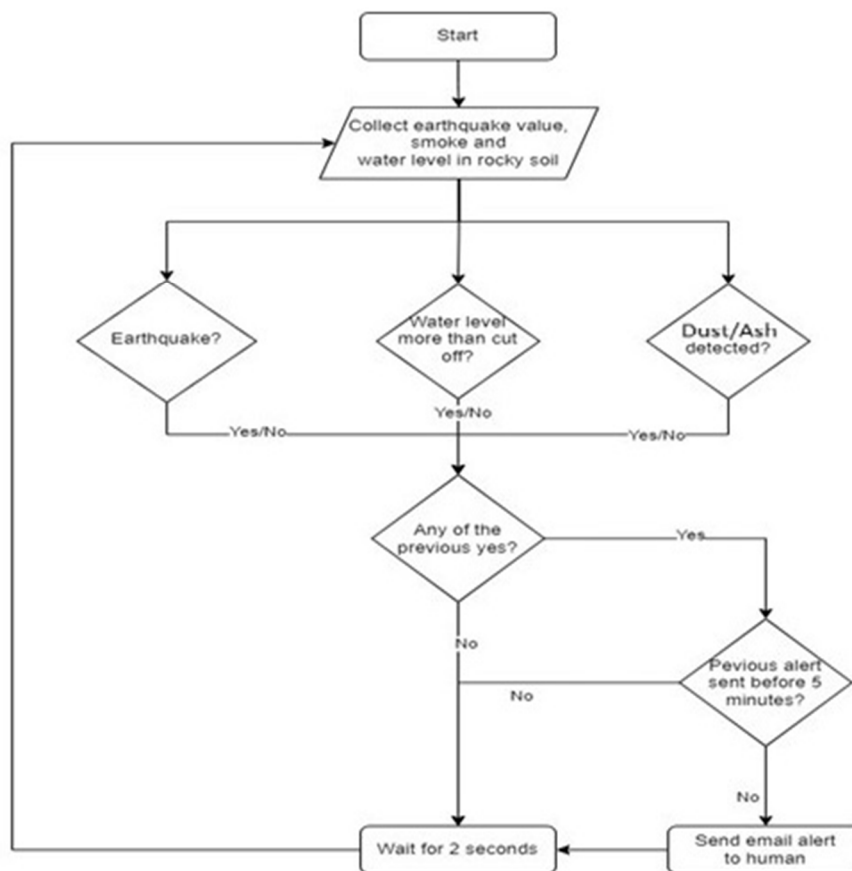 Start
Collect earthquake value,
smoke and
water level in rocky soil
Earthquake?
Water level
more than cut
off?
Dust/Ash
detected?
Yes/No
Yes/No
Yes/No
Any of the
previous yes?
Yes
No
Pevious alert
sent before 5
minutes?
No
No
Wait for 2 seconds
Send email alert
to human